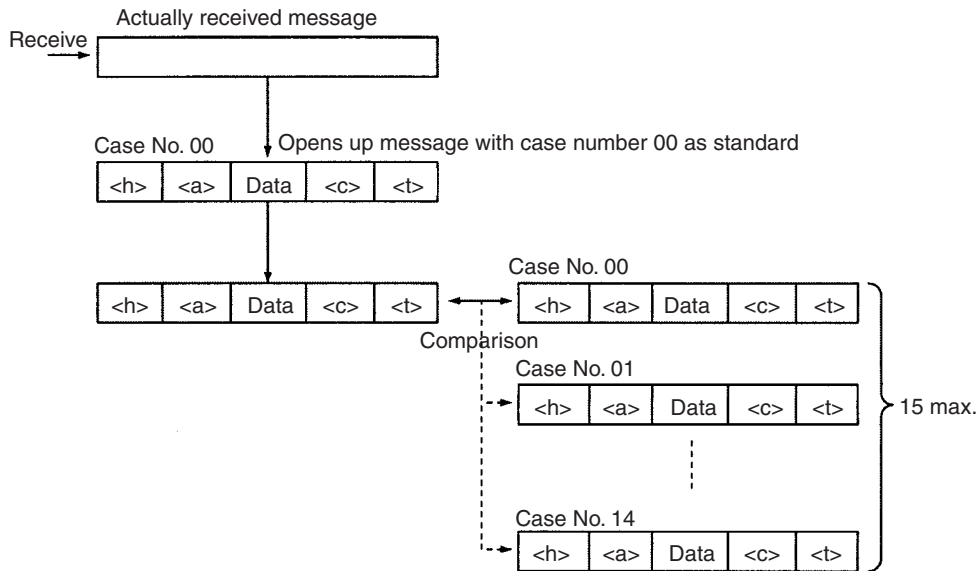 Actually received message
Receive
Case No. 00
Opens up message with case number 00 as standard
<h> <a> Data <c> <t>
Case No. 00
<h> <a> Data <c> <t>
<h> <a> Data <c> <t>
Comparison
Case No. 01
<h> <a> Data <c> <t>
15 max.
Case No. 14
<h> <a> Data <c> <t>